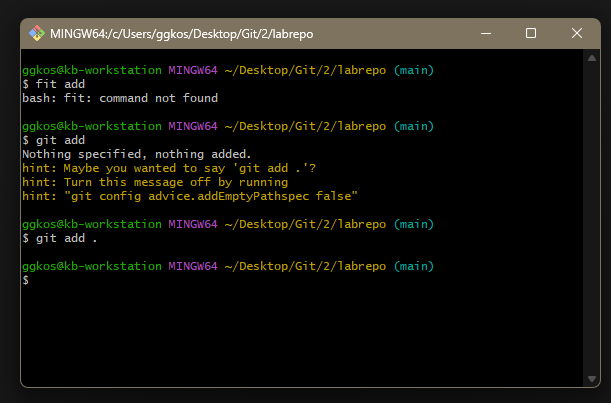 MINGW64:/c/Users/ggkos/Desktop/Git/2/labrepo
ggkos@kb-workstation MINGW64 ~/Desktop/Git/2/labrepo (main)
$ fit add
bash: fit: command not found
ggkos@kb-workstation MINGW64 ~/Desktop/Git/2/labrepo (main)
$ git add
Nothing specified, nothing added.
hint: Maybe you wanted to say 'git add .'?
hint: Turn this message off by running
hint: "git config advice.addEmptyPathspec false"
ggkos@kb-workstation MINGW64 ~/Desktop/Git/2/labrepo (main)
$ git add .
ggkos@kb-workstation MINGW64 ~/Desktop/Git/2/labrepo (main)
$